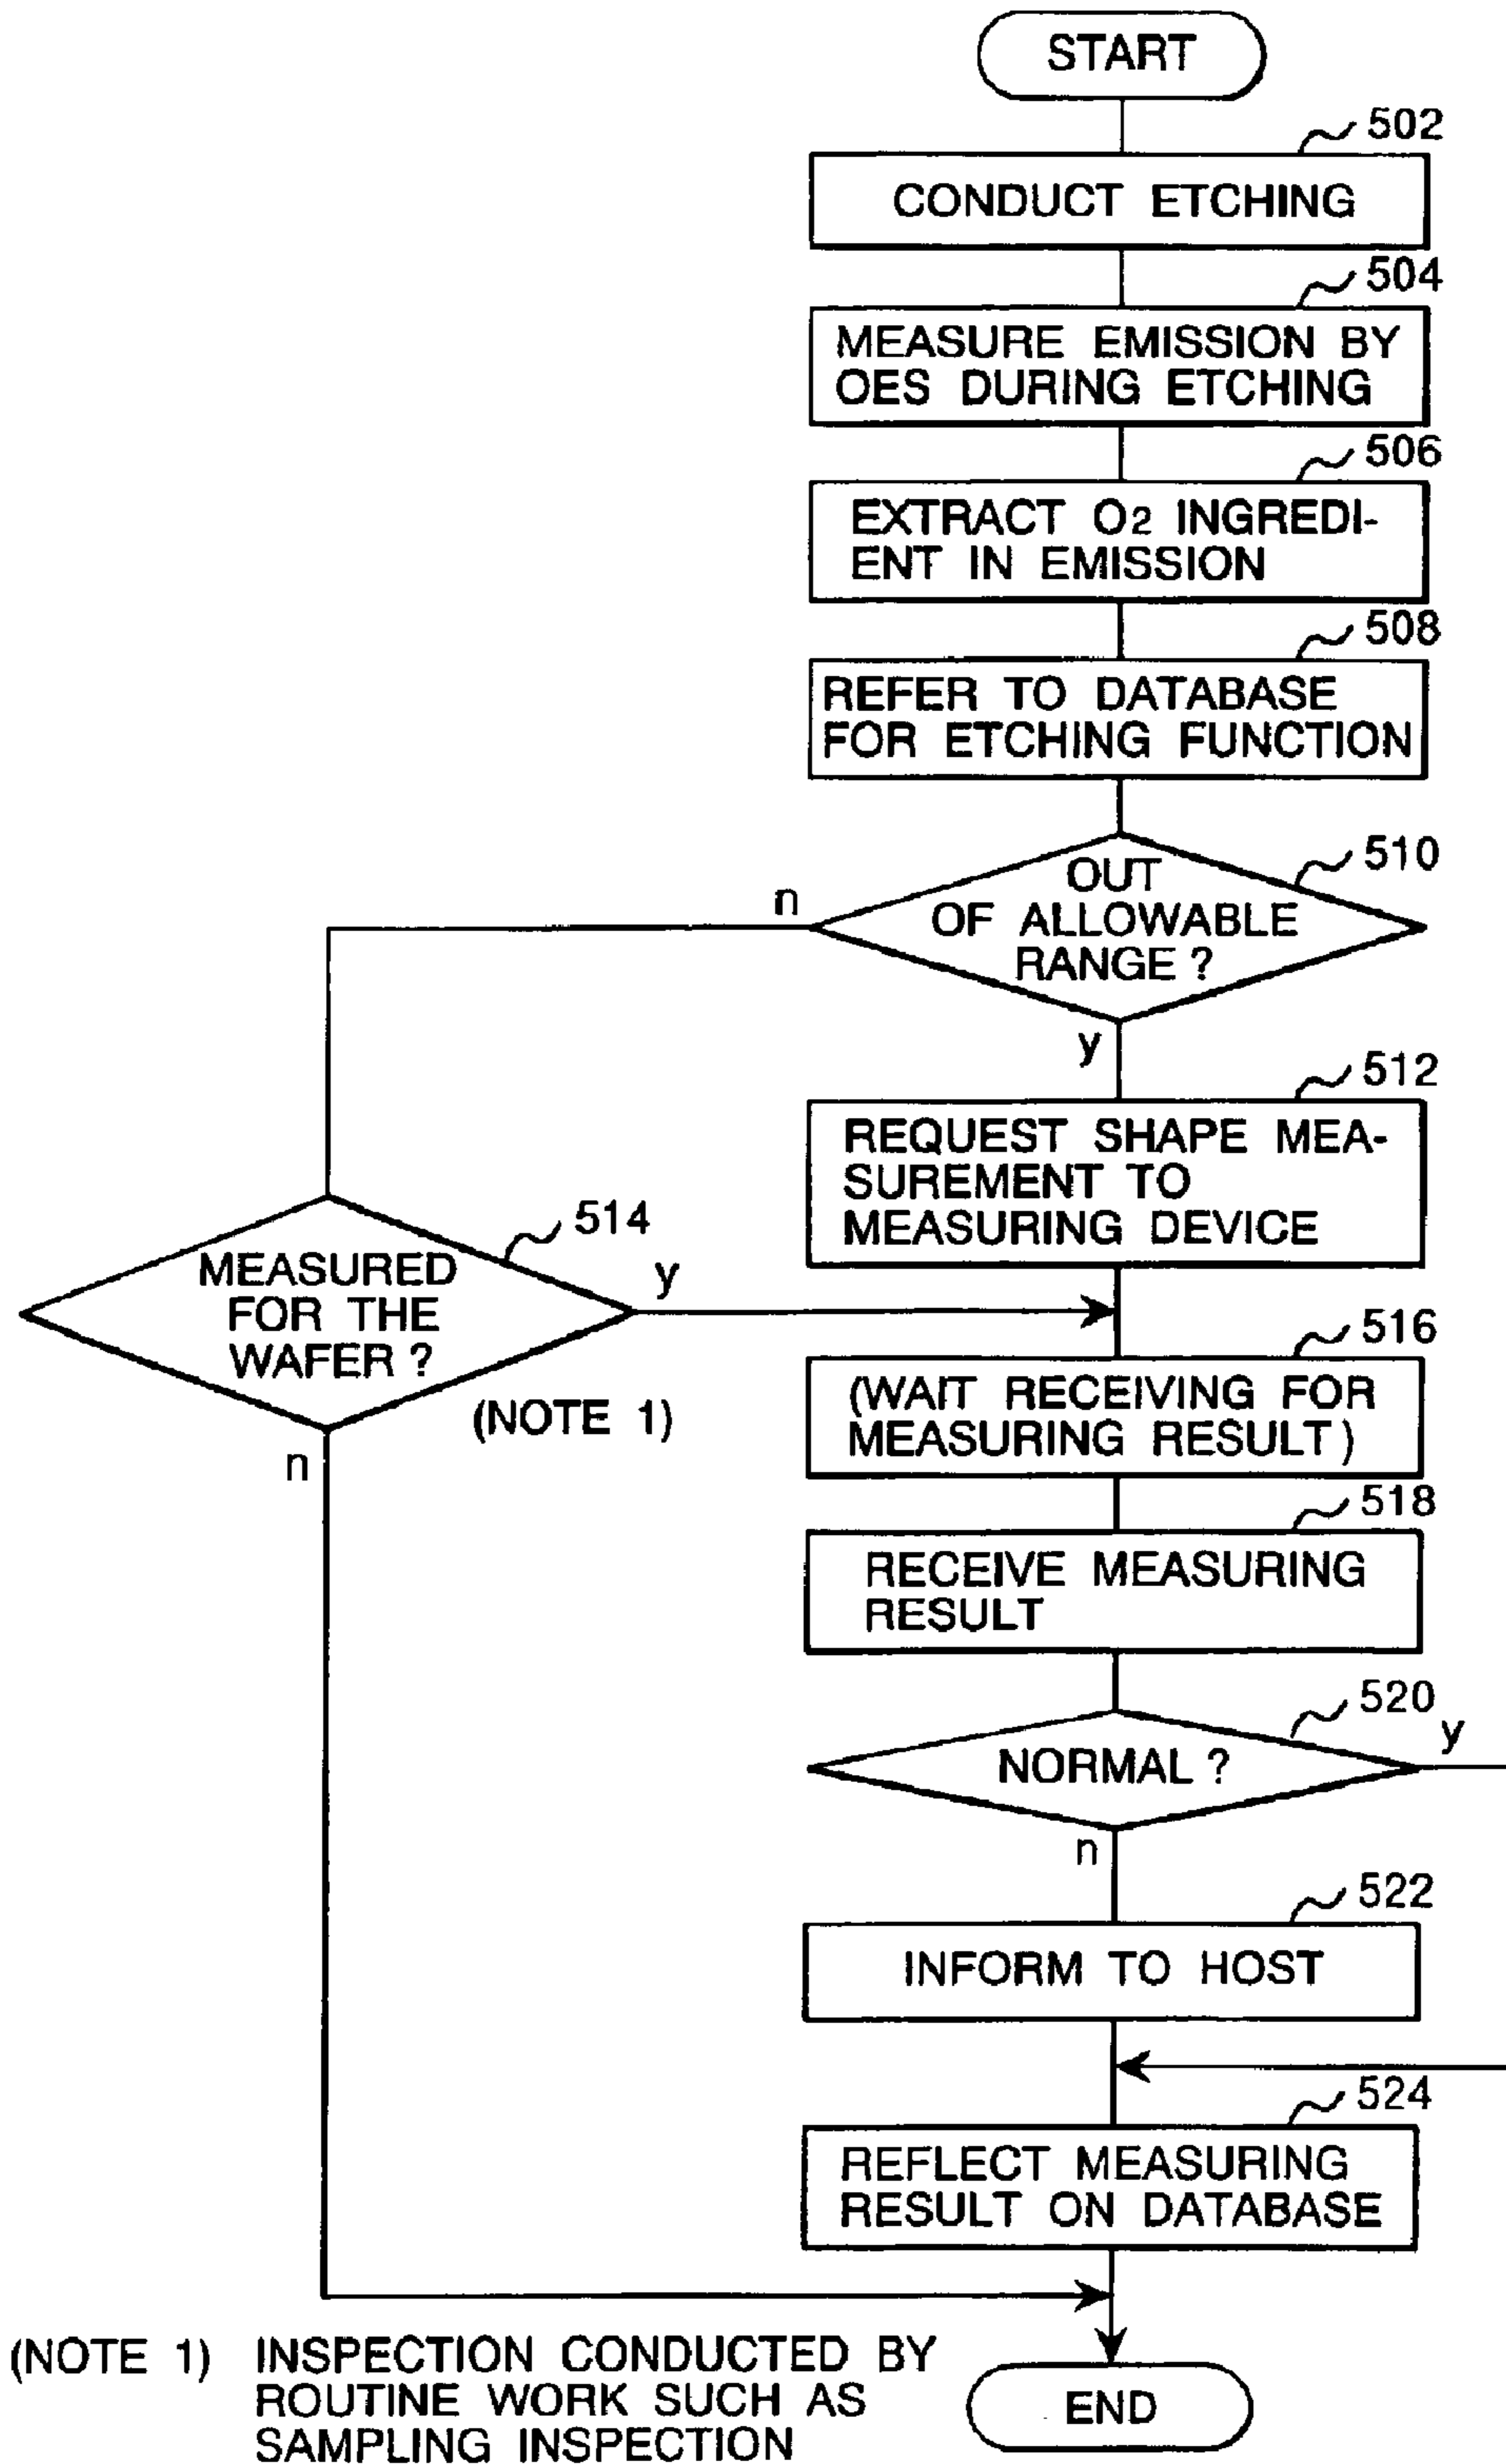 START
502
CONDUCT ETCHING
504
MEASURE EMISSION BY
OES DURING ETCHING
506
EXTRACT O2 INGREDI-
ENT IN EMISSION
508
REFER TO DATABASE
FOR ETCHING FUNCTION
510
OUT
OF ALLOWABLE
RANGE ?
n
y
512
REQUEST SHAPE MEA-
SUREMENT TO
MEASURING DEVICE
514
MEASURED
FOR THE
WAFER ?
y
(NOTE 1)
n
516
(WAIT RECEIVING FOR
MEASURING RESULT)
518
RECEIVE MEASURING
RESULT
520
NORMAL ?
y
n
522
INFORM TO HOST
524
REFLECT MEASURING
RESULT ON DATABASE
END
(NOTE 1) INSPECTION CONDUCTED BY
ROUTINE WORK SUCH AS
SAMPLING INSPECTION